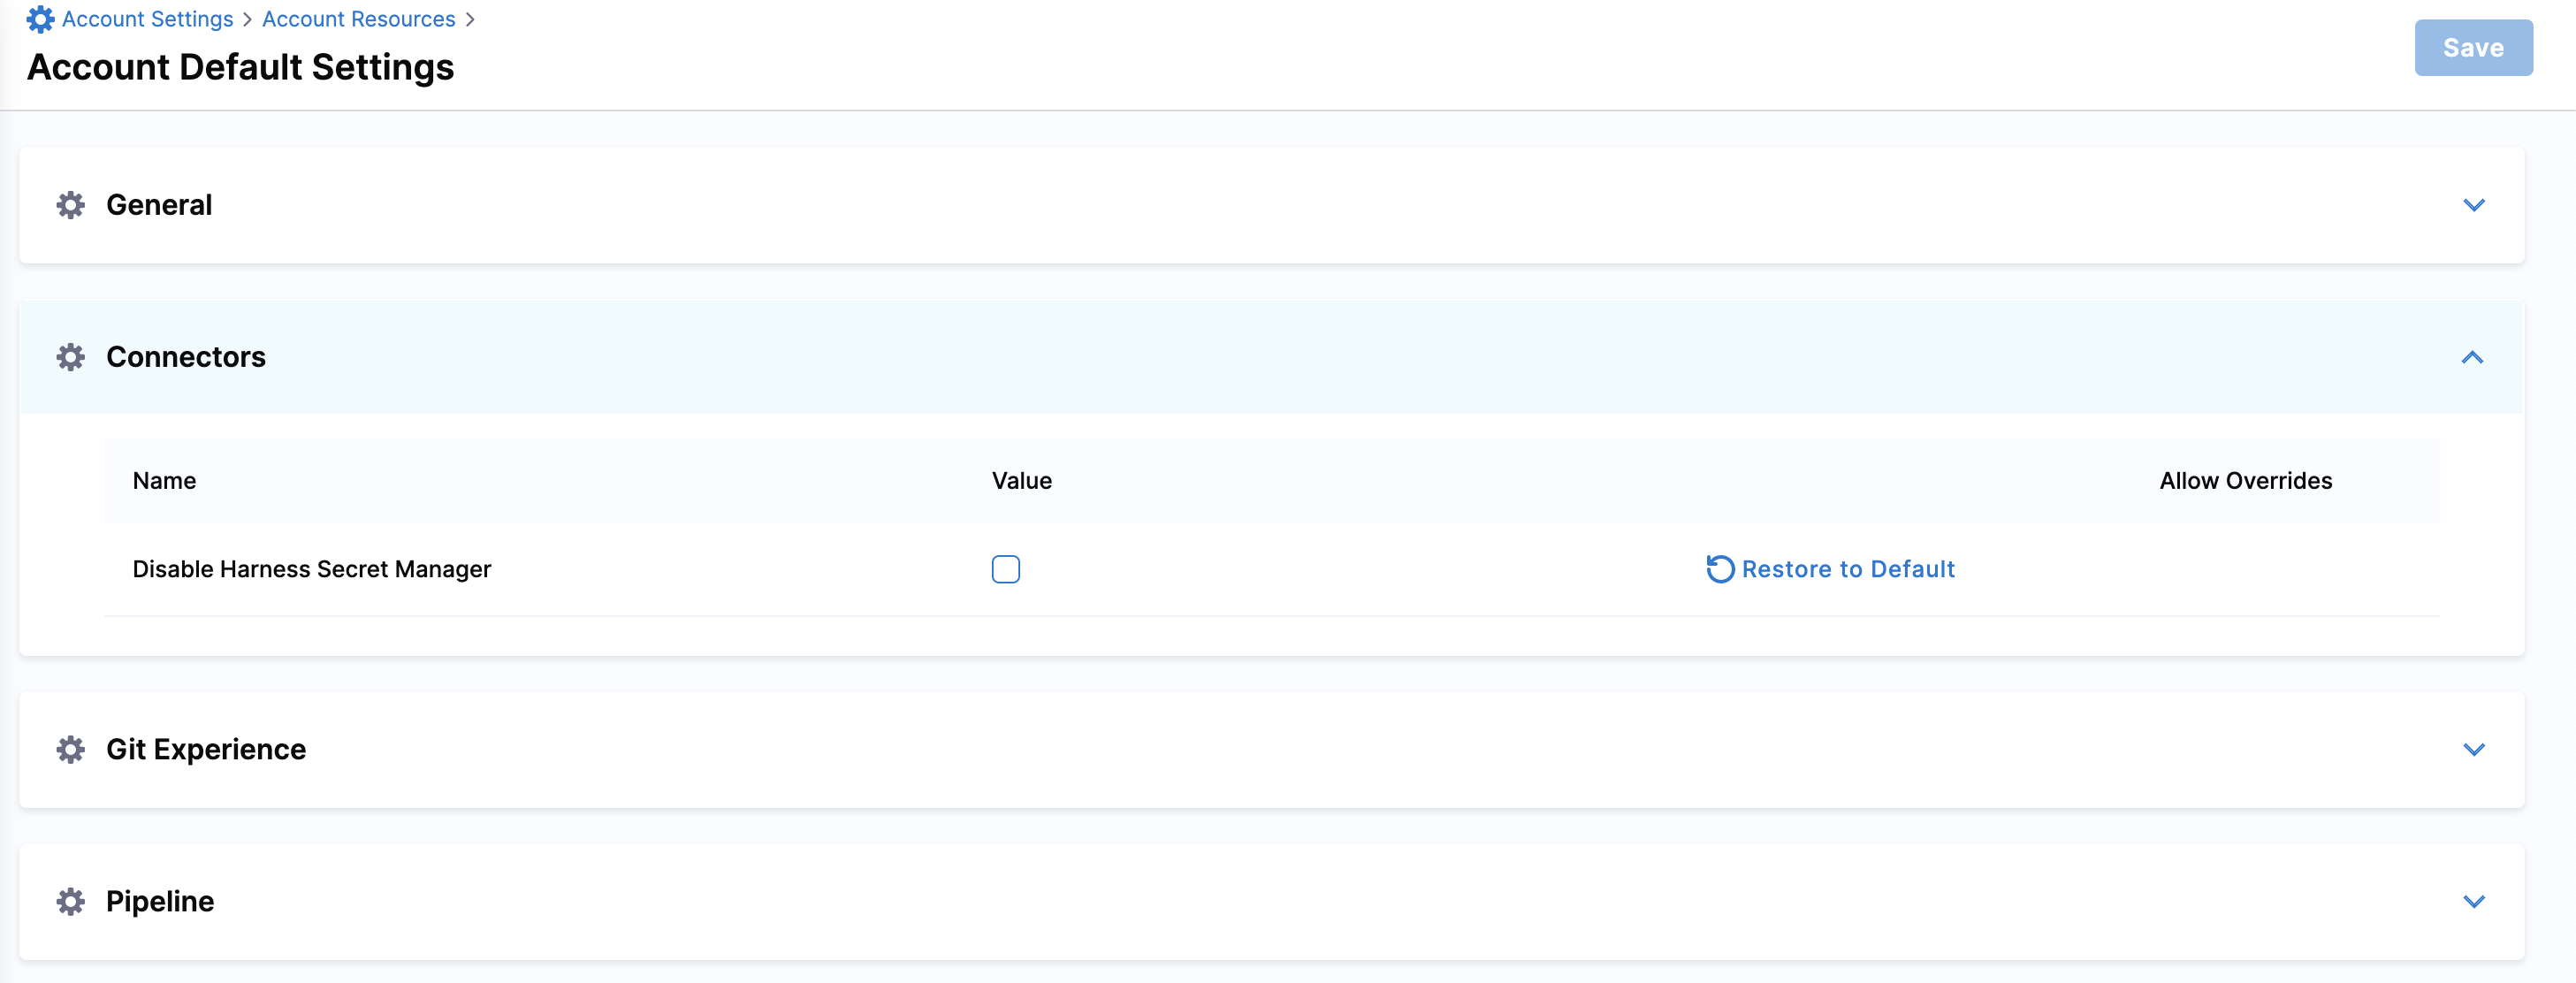 Account Settings > Account Resources >
Account Default Settings
Save
General
Connectors
Name Value Allow Overrides
Disable Harness Secret Manager Restore to Default
Git Experience
Pipeline